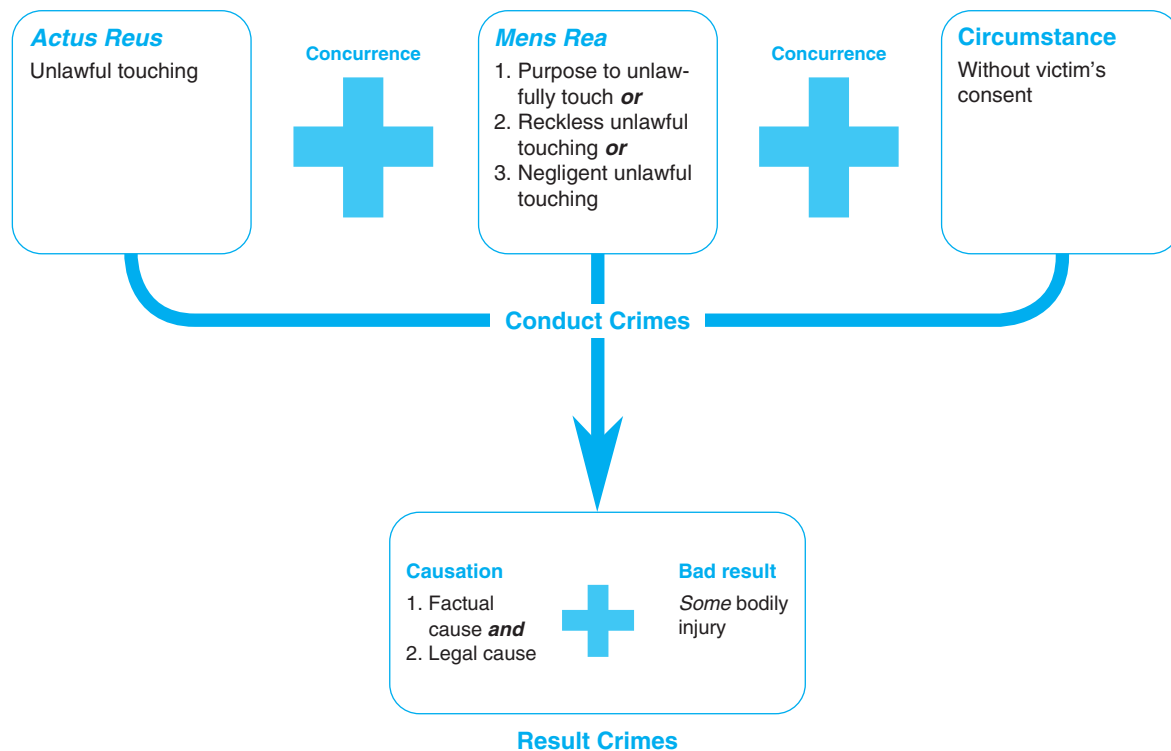 Actus Reus
Unlawful touching
Concurrence
Mens Rea
1. Purpose to unlaw-
fully touch or
2. Reckless unlawful
touching or
3. Negligent unlawful
touching
Concurrence
Circumstance
Without victim's
consent
Conduct Crimes
Causation
1. Factual
cause and
2. Legal cause
Bad result
Some bodily
injury
Result Crimes